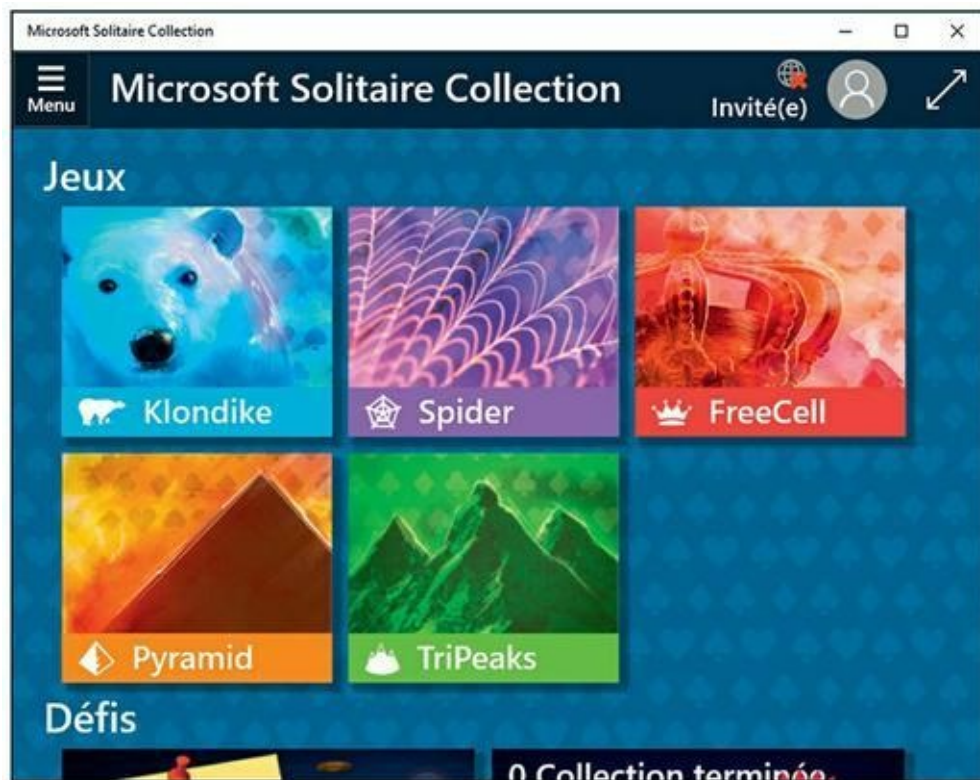 Microsoft Solitaire Collection
Menu
Microsoft Solitaire Collection
Invité(e)
Jeux
Klondike
Spider
FreeCell
Pyramid
TriPeaks
Défis
0 Collection terminée